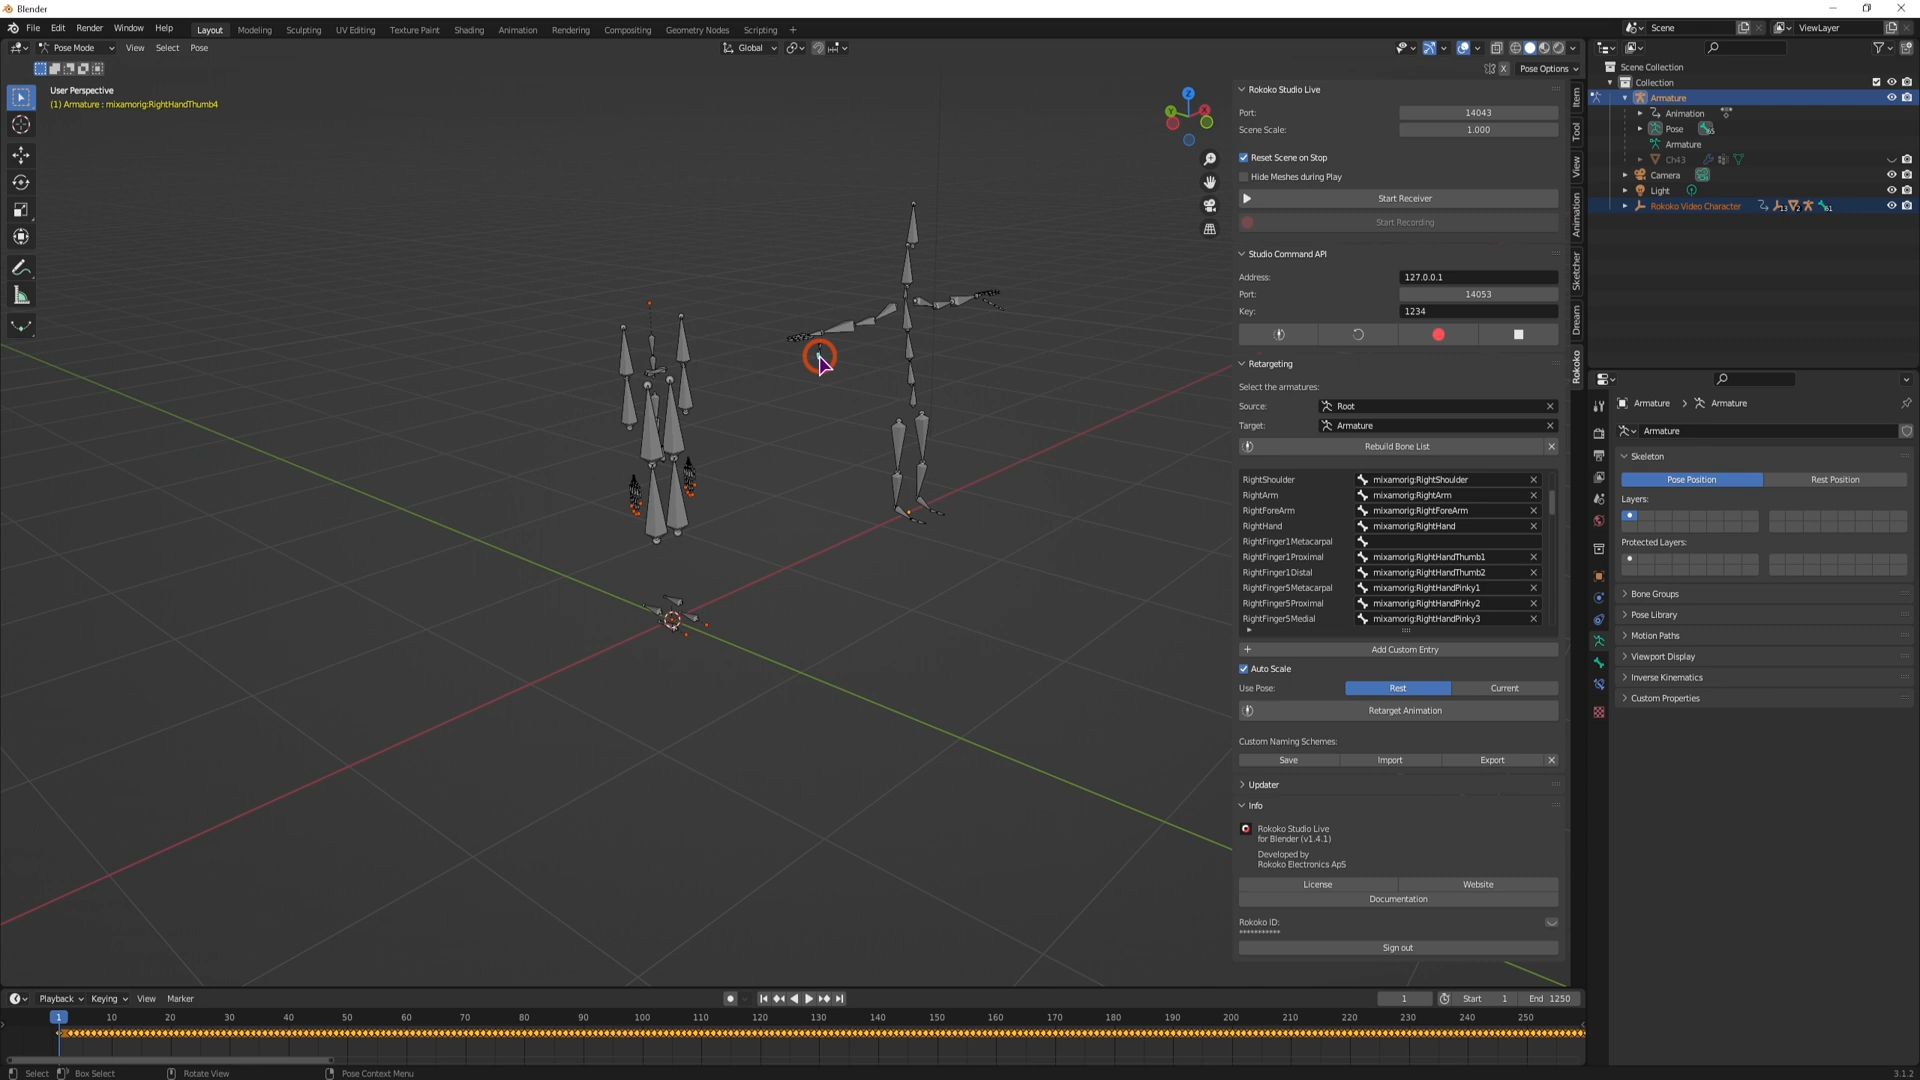 Blender
File Edit Render Window Help
Layout Modeling Sculpting UV Editing Texture Paint Shading Animation Rendering Compositing Geometry Nodes Scripting +
Scene
ViewLayer
Pose Mode View Select Pose
Global
X Pose Options
User Perspective
(1) Armature : mixamorig:RightHandThumb4
Z
Y
X
Rokoko Studio Live
Port: 14043
Scene Scale: 1.000
Reset Scene on Stop
Hide Meshes during Play
Start Receiver
Start Recording
Studio Command API
Address: 127.0.0.1
Port: 14053
Key: 1234
Retargeting
Select the armatures:
Source: Root
Target: Armature
Rebuild Bone List
RightShoulder mixamorig:RightShoulder
RightArm mixamorig:RightArm
RightForeArm mixamorig:RightForeArm
RightHand mixamorig:RightHand
RightFinger1Metacarpal
RightFinger1Proximal mixamorig:RightHandThumb1
RightFinger1Distal mixamorig:RightHandThumb2
RightFinger5Metacarpal mixamorig:RightHandPinky1
RightFinger5Proximal mixamorig:RightHandPinky2
RightFinger5Medial mixamorig:RightHandPinky3
Add Custom Entry
Auto Scale
Use Pose: Rest Current
Retarget Animation
Custom Naming Schemes:
Save Import Export
Updater
Info
Rokoko Studio Live
for Blender (v1.4.1)
Developed by
Rokoko Electronics ApS
License Website
Documentation
Rokoko ID:
***********
Sign out
Item
Tool
View
Animation
Sketcher
Dream
Rokoko
Scene Collection
Collection
Armature
Animation
Pose
Armature
Ch43
Camera
Light
Rokoko Video Character
Armature > Armature
Armature
Skeleton
Pose Position Rest Position
Layers:
Protected Layers:
Bone Groups
Pose Library
Motion Paths
Viewport Display
Inverse Kinematics
Custom Properties
Playback Keying View Marker
1 Start 1 End 1250
1 10 20 30 40 50 60 70 80 90 100 110 120 130 140 150 160 170 180 190 200 210 220 230 240 250
Select Box Select Rotate View Pose Context Menu
3.1.2